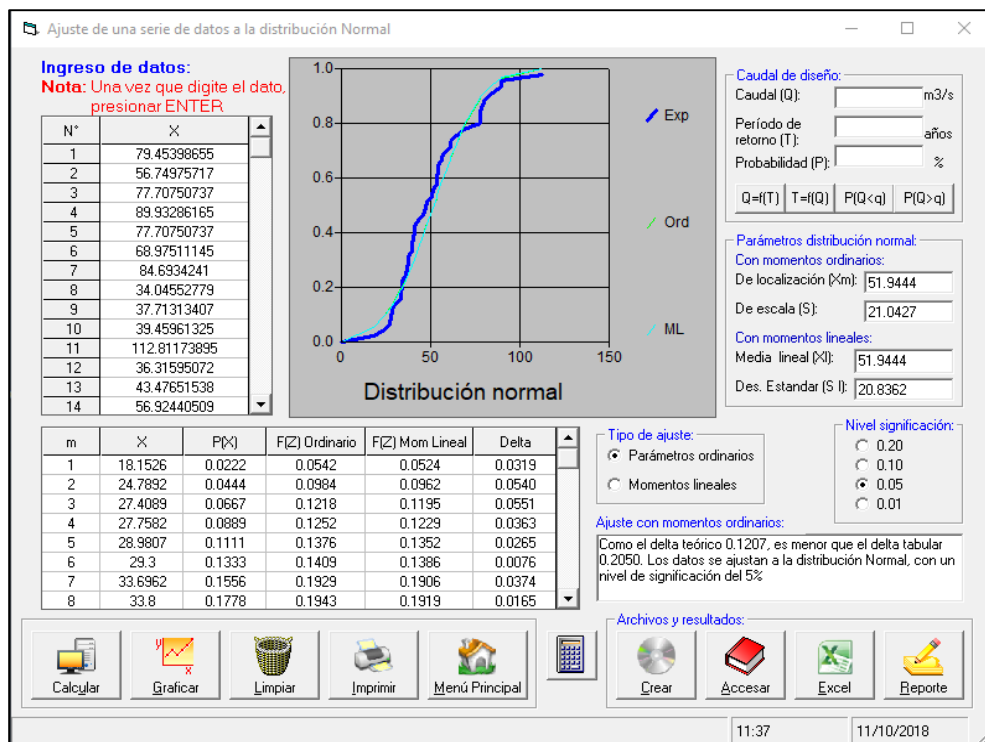 Ajuste de una serie de datos a la distribución Normal
Ingreso de datos:
Nota: Una vez que digite el dato,
presionar ENTER
N° X
1 79.45398655
2 56.74975717
3 77.70750737
4 89.93286165
5 77.70750737
6 68.97511145
7 84.6934241
8 34.04552779
9 37.71313407
10 39.45961325
11 112.81173895
12 36.31595072
13 43.47651538
14 56.92440509
1.0
0.8
0.6
0.4
0.2
0.0
0 50 100 150
Exp
Ord
ML
Distribución normal
Caudal de diseño:
Caudal (Q): m3/s
Período de
retorno (T): años
Probabilidad (P): %
Q=f(T) T=f(Q) P(Q<q) P(Q>q)
Parámetros distribución normal:
Con momentos ordinarios:
De localización (Xm): 51.9444
De escala (S): 21.0427
Con momentos lineales:
Media lineal (Xl): 51.9444
Des. Estandar (S l): 20.8362
m X P(X) F(Z) Ordinario F(Z) Mom Lineal Delta
1 18.1526 0.0222 0.0542 0.0524 0.0319
2 24.7892 0.0444 0.0984 0.0962 0.0540
3 27.4089 0.0667 0.1218 0.1195 0.0551
4 27.7582 0.0889 0.1252 0.1229 0.0363
5 28.9807 0.1111 0.1376 0.1352 0.0265
6 29.3 0.1333 0.1409 0.1386 0.0076
7 33.6962 0.1556 0.1929 0.1906 0.0374
8 33.8 0.1778 0.1943 0.1919 0.0165
Tipo de ajuste:
Parámetros ordinarios
Momentos lineales
Nivel significación:
0.20
0.10
0.05
0.01
Ajuste con momentos ordinarios:
Como el delta teórico 0.1207, es menor que el delta tabular
0.2050. Los datos se ajustan a la distribución Normal, con un
nivel de significación del 5%
Calcular
Graficar
Limpiar
Imprimir
Menú Principal
Archivos y resultados:
Crear
Accesar
Excel
Reporte
11:37 11/10/2018